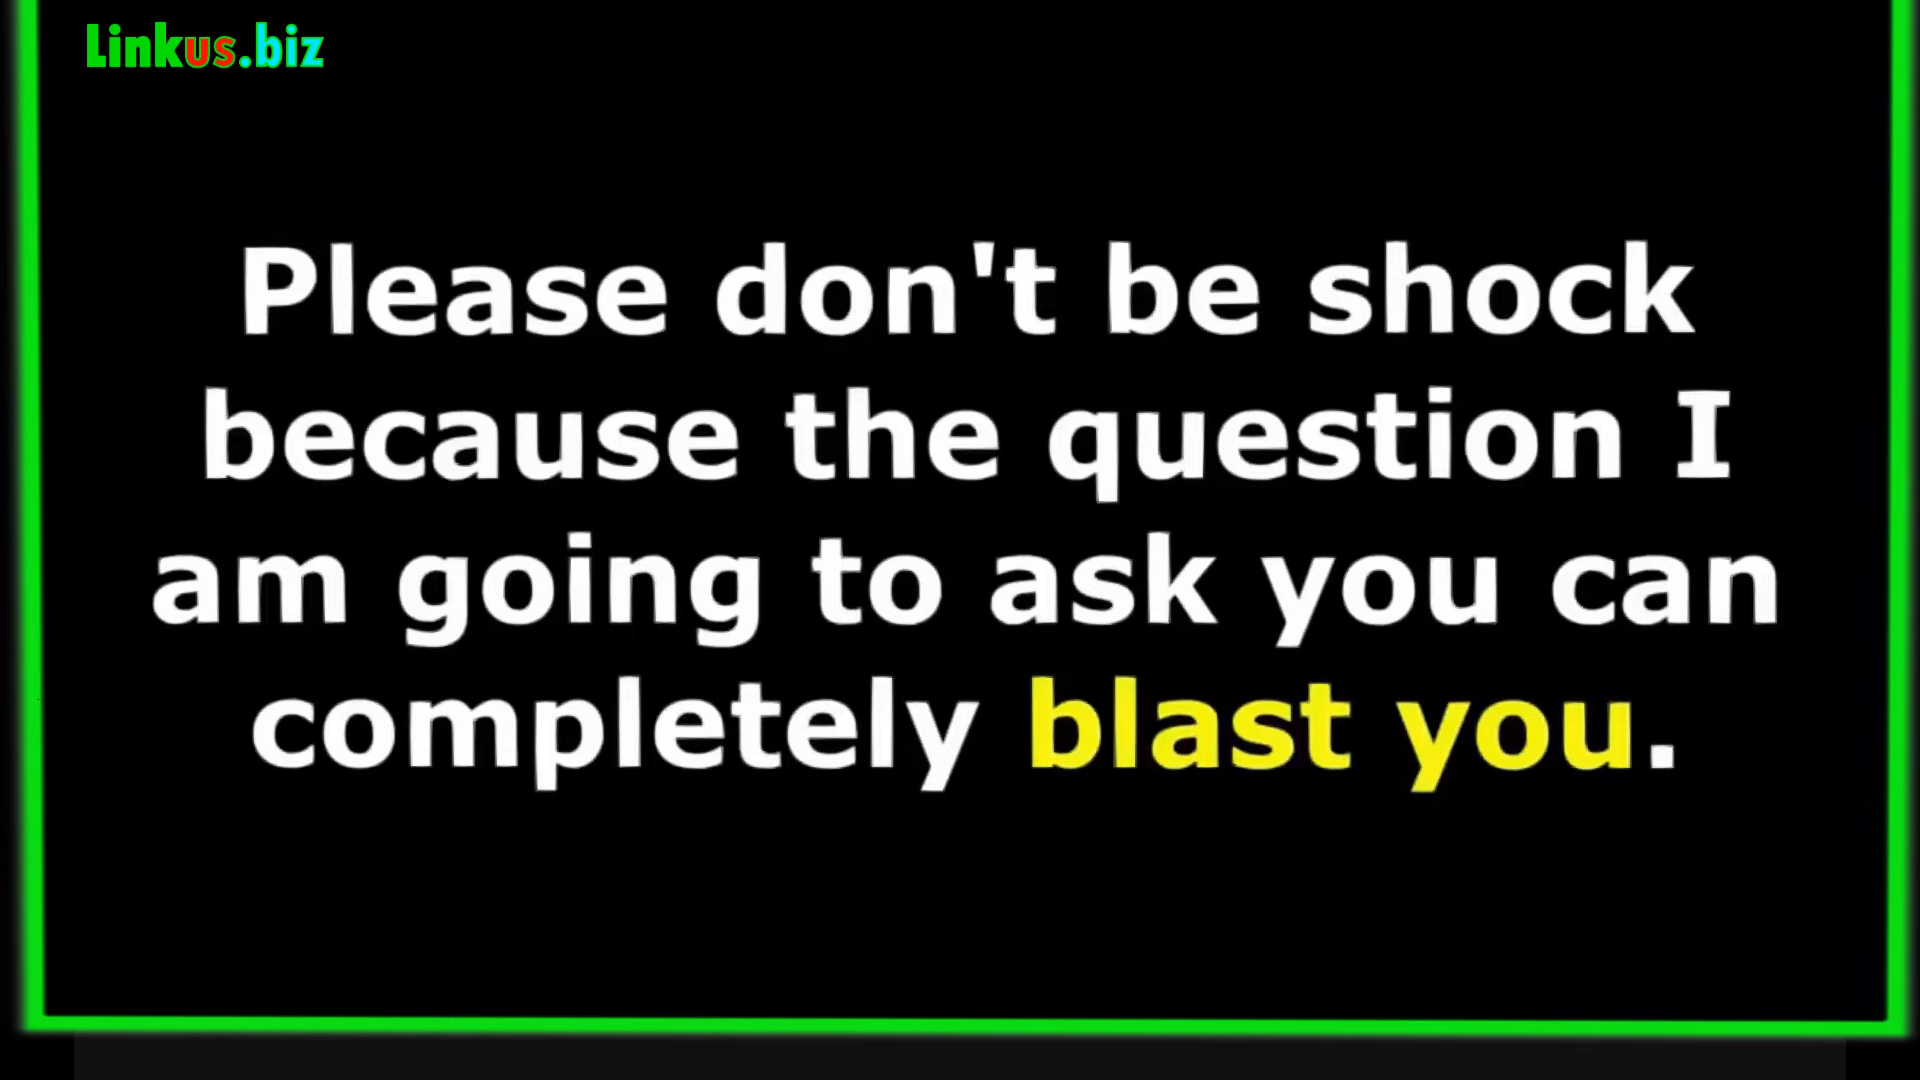 Linkus.biz
Please don't be shock
because the question I
am going to ask you can
completely blast you.